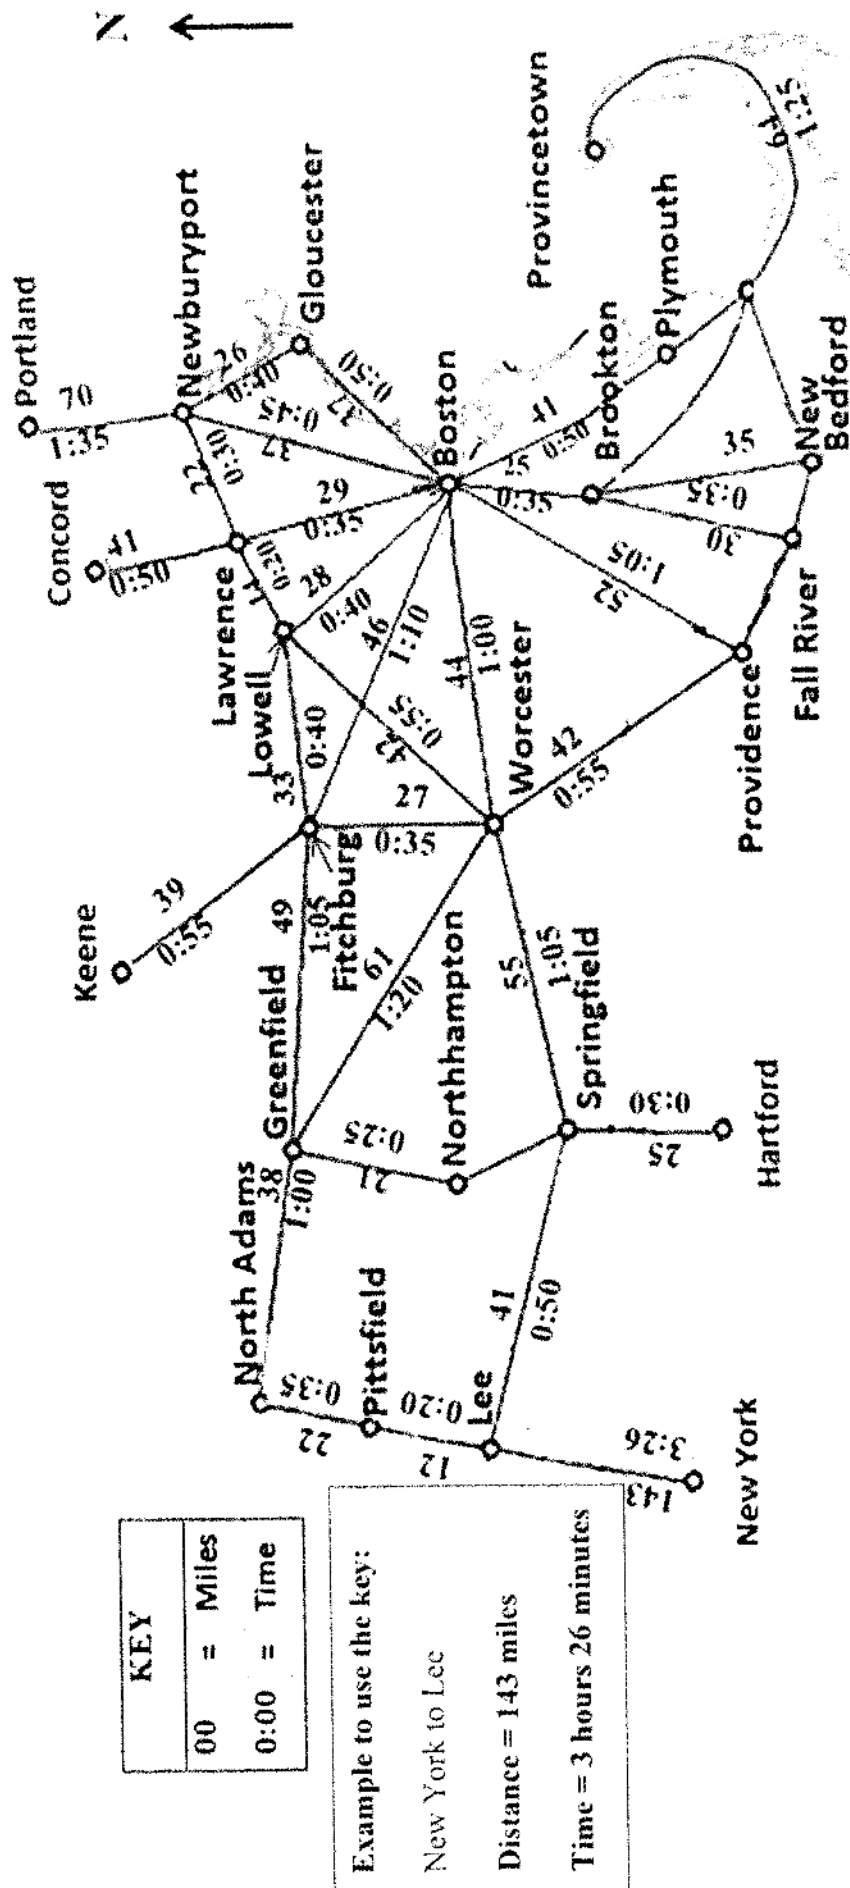 N
KEY
00 = Miles
0:00 = Time
Example to use the key:
New York to Lee
Distance = 143 miles
Time = 3 hours 26 minutes
Portland
70
1:35
Newburyport
26
0:40
Gloucester
37
0:50
37
0:45
22
0:30
Concord
41
0:50
Lawrence
29
0:35
11
0:20
Lowell
28
0:40
33
0:40
42
0:55
46
1:10
Boston
44
1:00
Keene
39
0:55
Fitchburg
49
1:05
27
0:35
Worcester
61
1:20
55
1:05
42
0:55
52
1:05
25
0:35
41
0:50
Brookton
Plymouth
Provincetown
1:25
35
0:35
30
New
Bedford
Fall River
Providence
Greenfield
38
1:00
21
0:25
Northhampton
Springfield
25
0:30
Hartford
41
0:50
North Adams
22
0:35
Pittsfield
12
0:20
Lee
143
3:26
New York